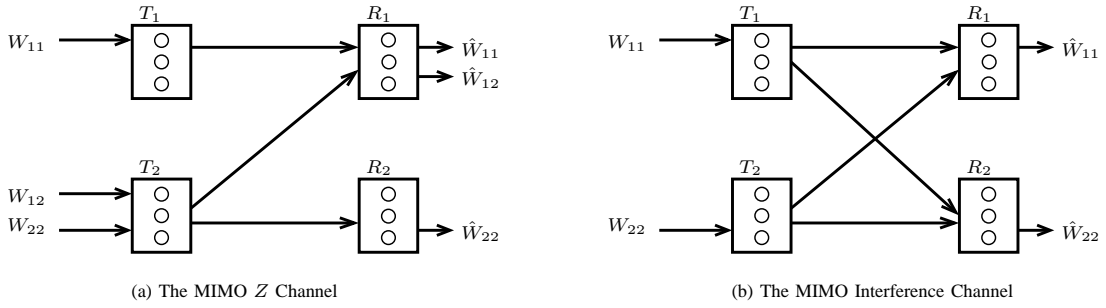 T₁ R₁
W₁₁ Ŵ₁₁
Ŵ₁₂
T₂ R₂
W₁₂
W₂₂ Ŵ₂₂
(a) The MIMO Z Channel
T₁ R₁
W₁₁ Ŵ₁₁
T₂ R₂
W₂₂ Ŵ₂₂
(b) The MIMO Interference Channel